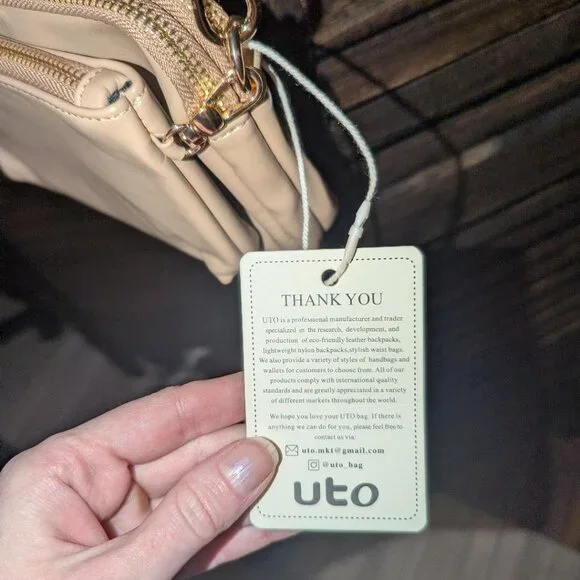 THANK YOU
UTO is a professional manufacturer and trader
specialized in the research, development, and
production of eco-friendly leather backpacks,
lightweight nylon backpacks,stylish waist bags.
We also provide a variety of styles of handbags and
wallets for customers to choose from. All of our
products comply with international quality
standards and are greatly appreciated in a variety
of different markets throughout the world.
We hope you love your UTO bag. If there is
anything we can do for you, please feel free to
contact us via:
uto.mkt@gmail.com
@uto_bag
uto